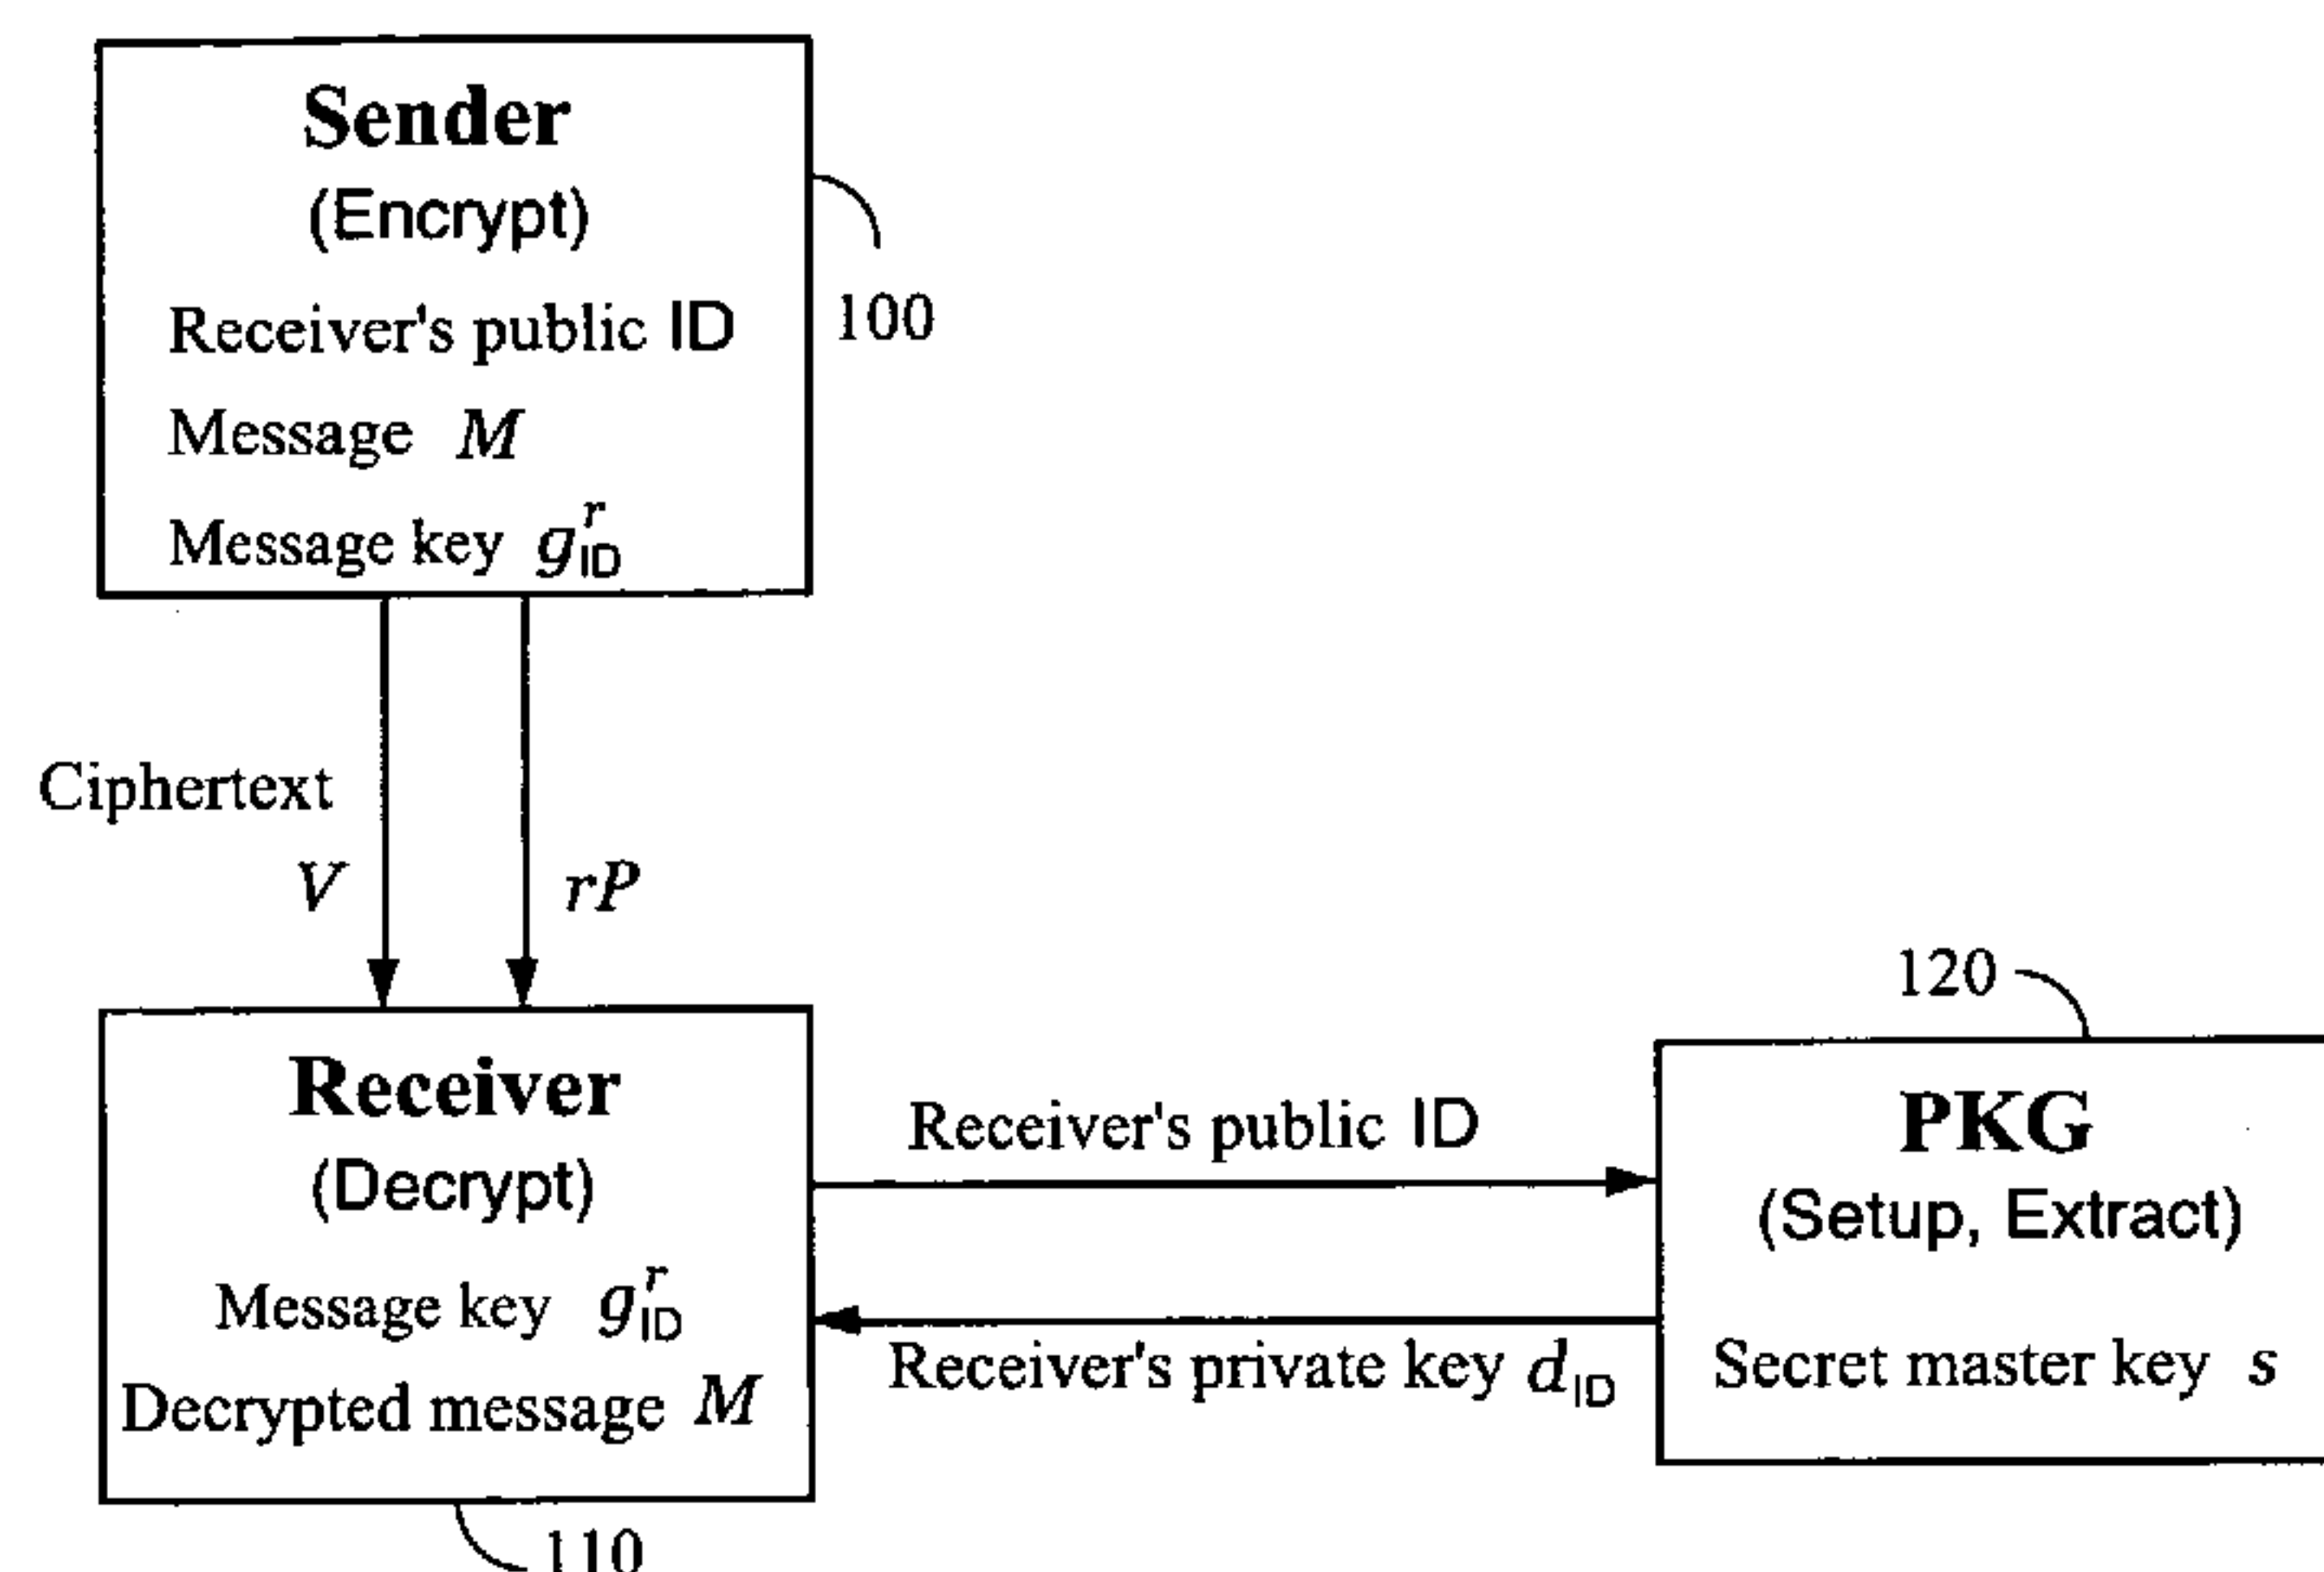 Sender
(Encrypt)
Receiver's public ID
Message M
Message key g^r_ID
100
Ciphertext
V
rP
Receiver
(Decrypt)
Message key g^r_ID
Decrypted message M
110
Receiver's public ID
Receiver's private key d_ID
120
PKG
(Setup, Extract)
Secret master key s